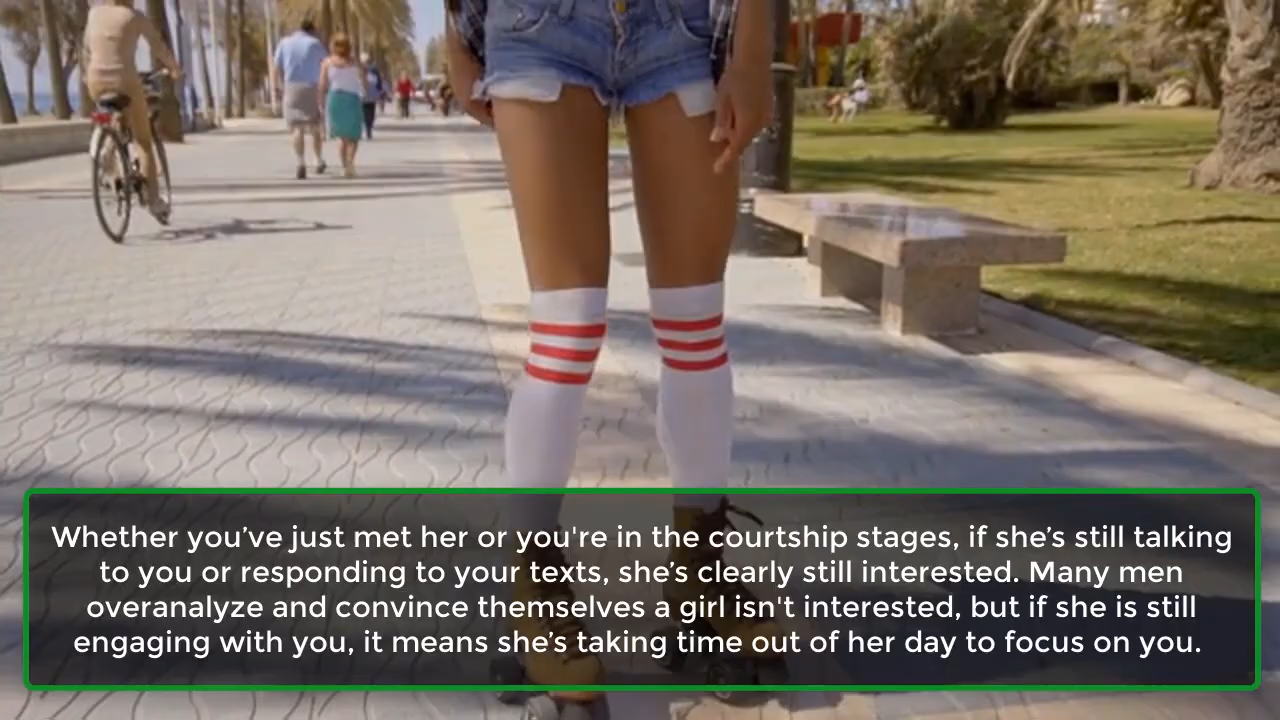 Whether you’ve just met her or you're in the courtship stages, if she’s still talking
to you or responding to your texts, she’s clearly still interested. Many men
overanalyze and convince themselves a girl isn't interested, but if she is still
engaging with you, it means she’s taking time out of her day to focus on you.